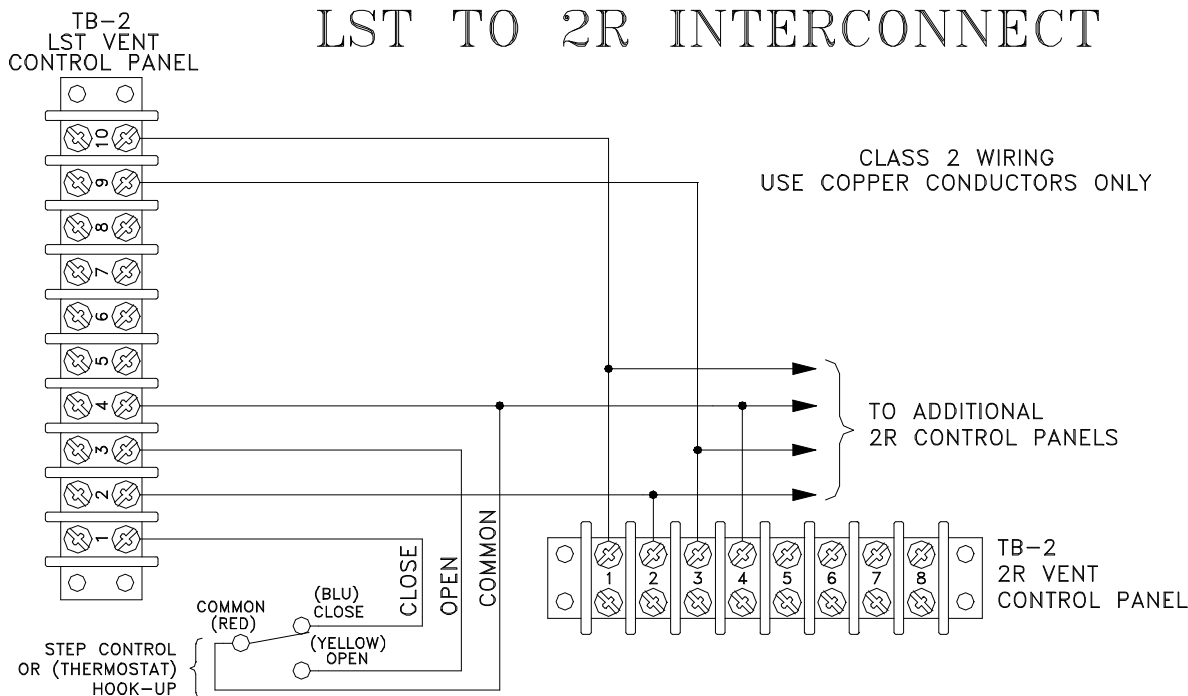 LST TO 2R INTERCONNECT
TB-2
LST VENT
CONTROL PANEL
10
9
8
7
6
5
4
3
2
1
CLASS 2 WIRING
USE COPPER CONDUCTORS ONLY
TO ADDITIONAL
2R CONTROL PANELS
CLOSE
OPEN
COMMON
1 2 3 4 5 6 7 8
TB-2
2R VENT
CONTROL PANEL
COMMON
(RED)
(BLU)
CLOSE
(YELLOW)
OPEN
STEP CONTROL
OR (THERMOSTAT)
HOOK-UP